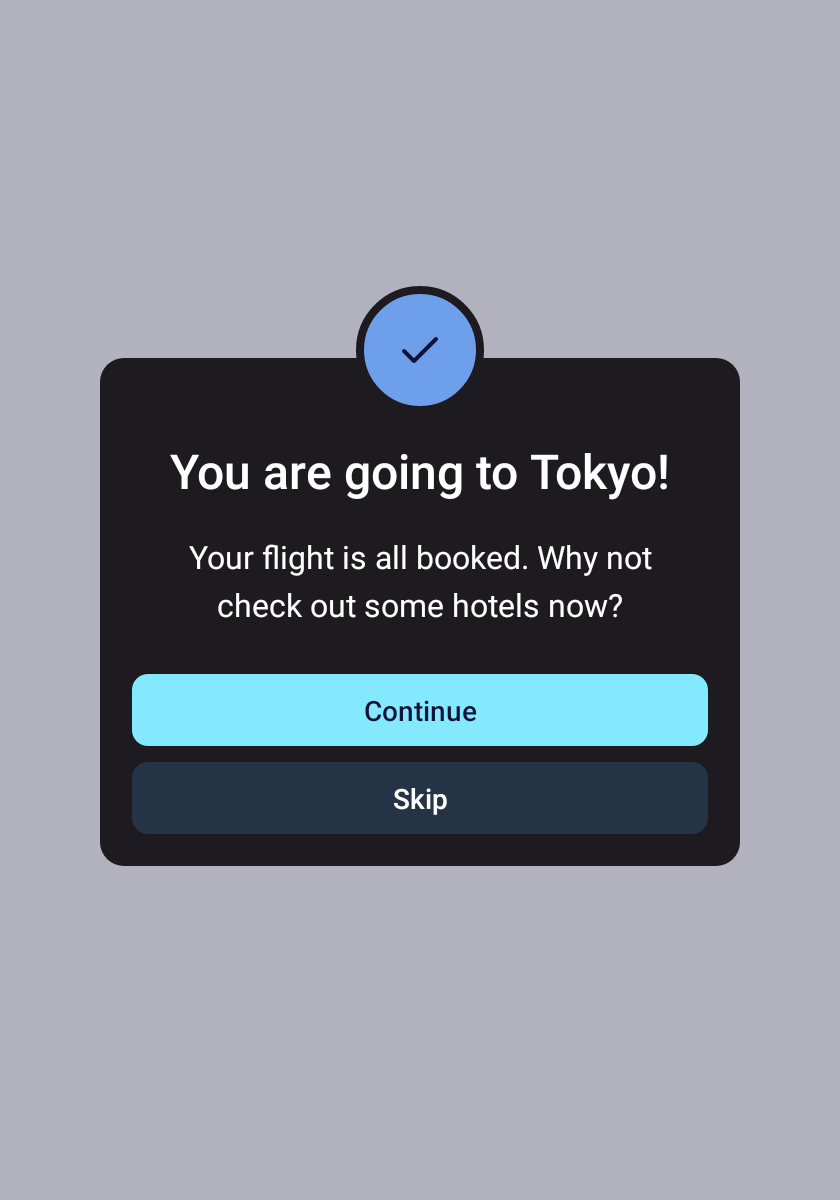 You are going to Tokyo!
Your flight is all booked. Why not
check out some hotels now?
Continue
Skip